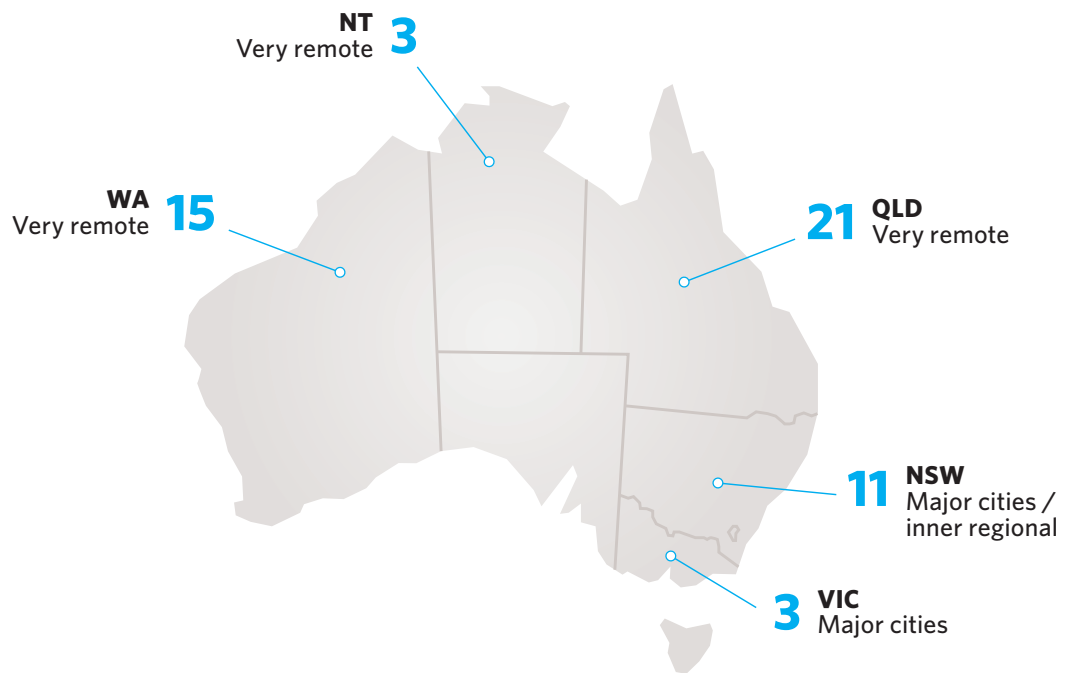 NT
Very remote
3
WA
Very remote
15
21
QLD
Very remote
11
NSW
Major cities /
inner regional
3
VIC
Major cities